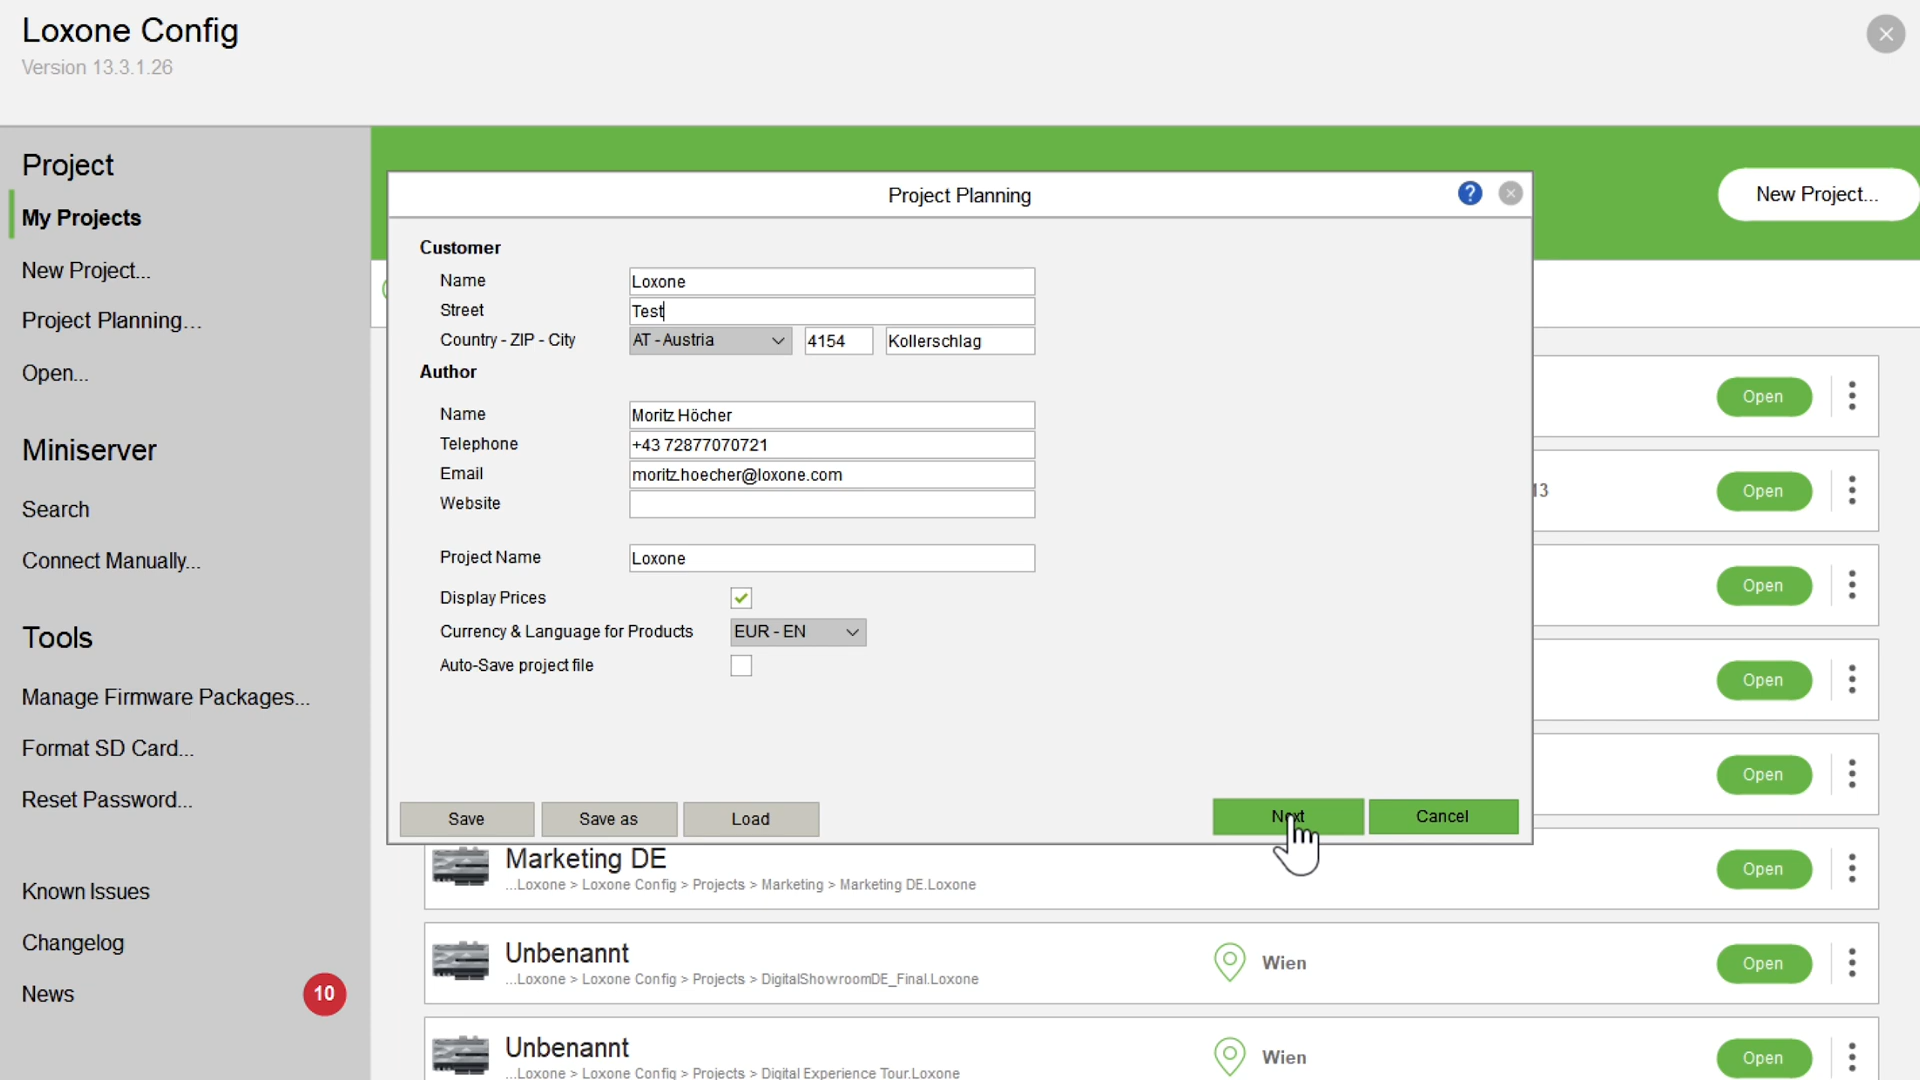 Loxone Config
Version 13.3.1.26
Project
My Projects
New Project...
Project Planning...
Open...
Miniserver
Search
Connect Manually...
Tools
Manage Firmware Packages...
Format SD Card...
Reset Password...
Known Issues
Changelog
News
10
New Project...
Project Planning
?
Customer
Name Loxone
Street Test
Country - ZIP - City AT - Austria 4154 Kollerschlag
Author
Name Moritz Höcher
Telephone +43 72877070721
Email moritz.hoecher@loxone.com
Website
Project Name Loxone
Display Prices
Currency & Language for Products EUR - EN
Auto-Save project file
Save Save as Load Next Cancel
Open
13 Open
Open
Open
Open
Marketing DE
...Loxone > Loxone Config > Projects > Marketing > Marketing DE.Loxone
Open
Unbenannt
...Loxone > Loxone Config > Projects > DigitalShowroomDE_Final.Loxone
Wien
Open
Unbenannt
...Loxone > Loxone Config > Projects > Digital Experience Tour.Loxone
Wien
Open